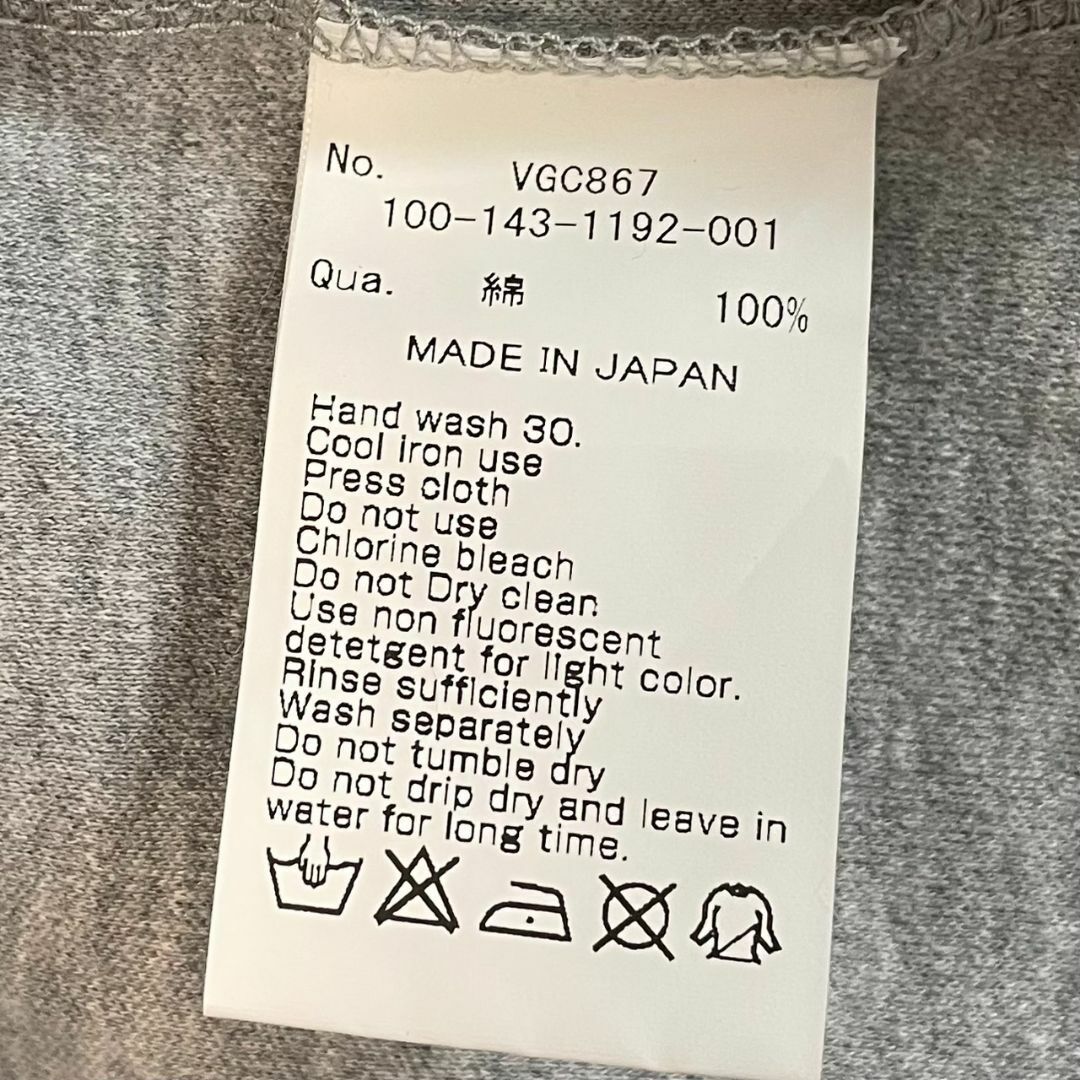 No. VGC867
100-143-1192-001
Qua. 綿 100%
MADE IN JAPAN
Hand wash 30.
Cool iron use
Press cloth
Do not use
Chlorine bleach
Do not Dry clean
Use non fluorescent
detetgent for light color.
Rinse sufficiently
Wash separately
Do not tumble dry
Do not drip dry and leave in
water for long time.